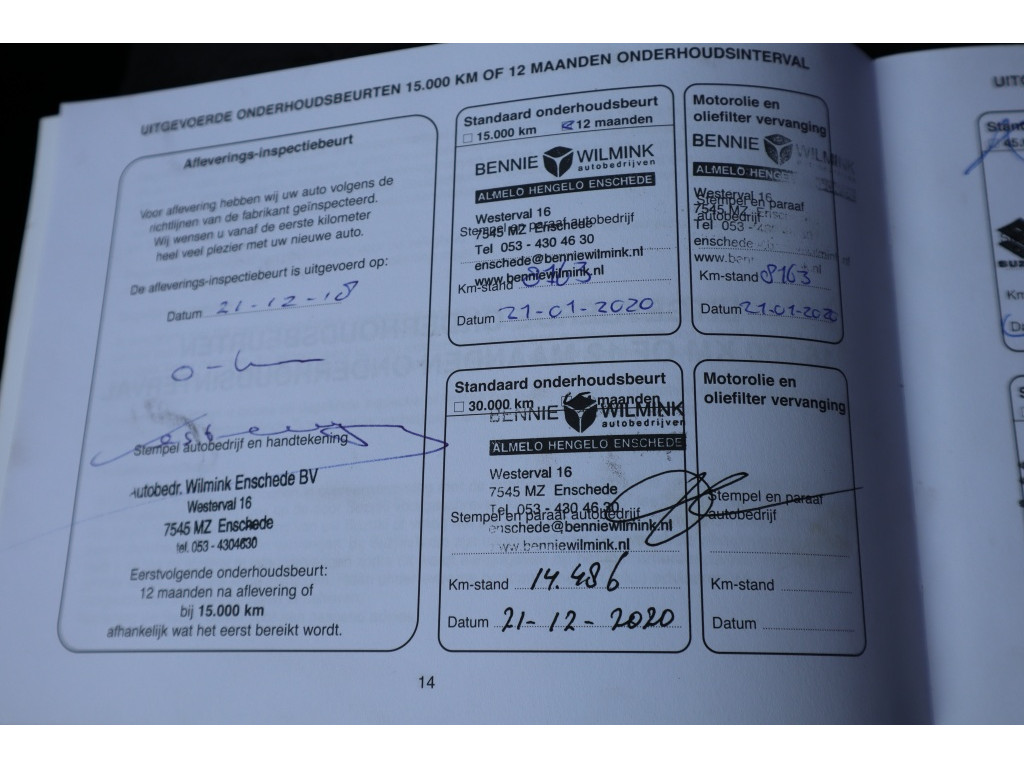 UITGEVOERDE ONDERHOUDSBEURTEN 15.000 KM OF 12 MAANDEN ONDERHOUDSINTERVAL
Afleverings-inspectiebeurt
Voor aflevering hebben wij uw auto volgens de
richtlijnen van de fabrikant geïnspecteerd.
Wij wensen u vanaf de eerste kilometer
heel veel plezier met uw nieuwe auto.
De afleverings-inspectiebeurt is uitgevoerd op:
Datum 21-12-18
Stempel autobedrijf en handtekening
Autobedr. Wilmink Enschede BV
Westerval 16
7545 MZ Enschede
tel. 053 - 4304630
Eerstvolgende onderhoudsbeurt:
12 maanden na aflevering of
bij 15.000 km
afhankelijk wat het eerst bereikt wordt.
Standaard onderhoudsbeurt
15.000 km 12 maanden
BENNIE WILMINK
autobedrijven
ALMELO HENGELO ENSCHEDE
Westerval 16
Stempel en paraaf autobedrijf
7545 MZ Enschede
Tel 053 - 430 46 30
enschede@benniewilmink.nl
www.benniewilmink.nl
Km-stand 8163
Datum 21-01-2020
Motorolie en
oliefilter vervanging
BENNIE WILMINK
ALMELO HENGE
Westerval 16
Stempel en paraaf
7545 MZ Ensc
autobedrijf
Tel 053 -
enschede
www.benn
Km-stand 8163
Datum 21-01-2020
Standaard onderhoudsbeurt
30.000 km maanden
BENNIE WILMINK
autobedrijven
ALMELO HENGELO ENSCHEDE
Westerval 16
7545 MZ Enschede
Tel 053 - 430 46 30
Stempel en paraaf autobedrijf
enschede@benniewilmink.nl
www.benniewilmink.nl
Km-stand 14.486
Datum 21-12-2020
Motorolie en
oliefilter vervanging
Stempel en paraaf
autobedrijf
Km-stand
Datum
14